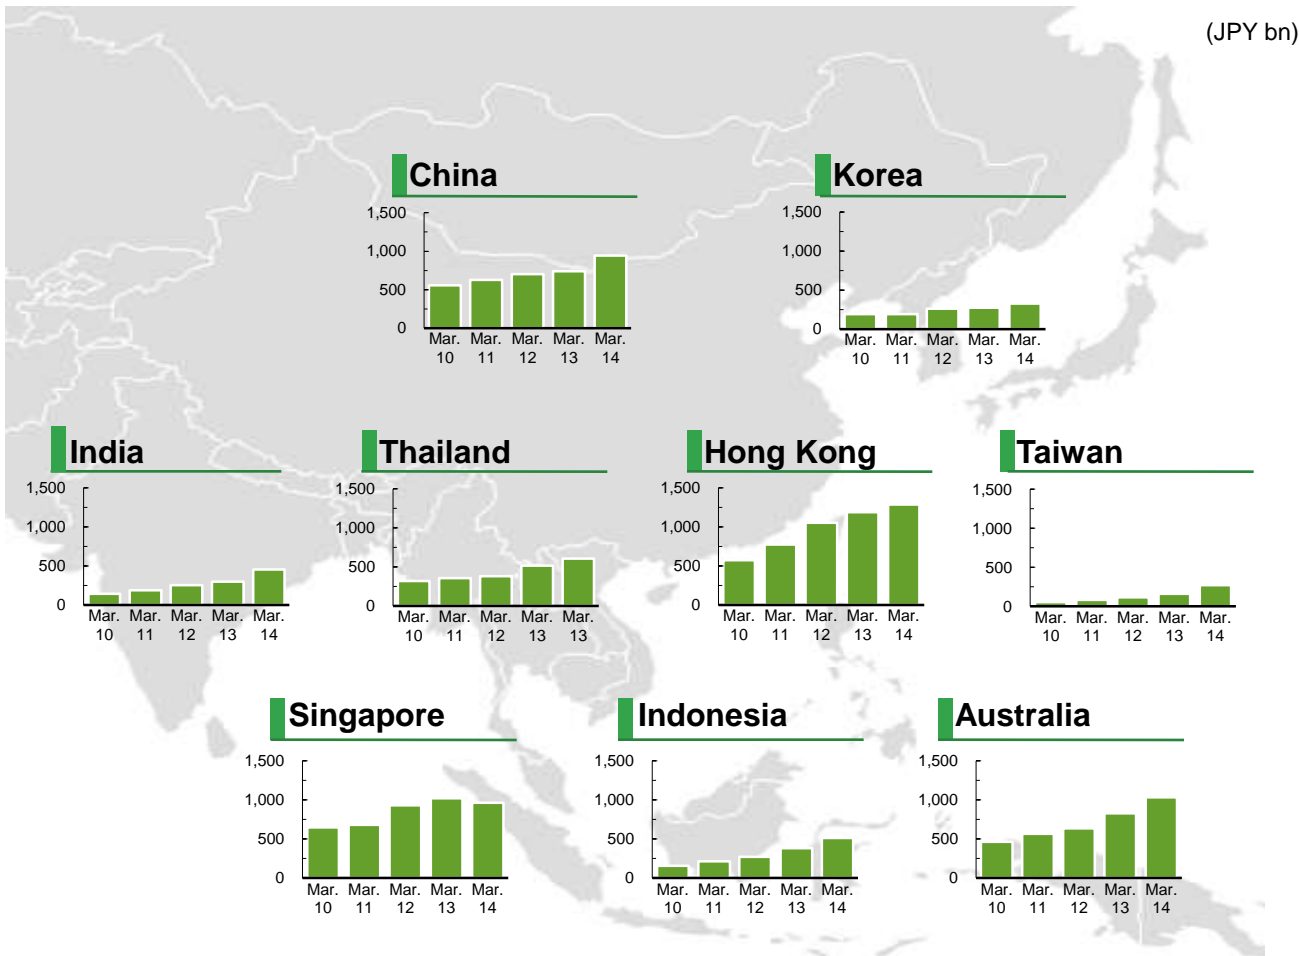 (JPY bn)
China
1,500
1,000
500
0
Mar. Mar. Mar. Mar. Mar.
10 11 12 13 14
Korea
1,500
1,000
500
0
Mar. Mar. Mar. Mar. Mar.
10 11 12 13 14
India
1,500
1,000
500
0
Mar. Mar. Mar. Mar. Mar.
10 11 12 13 14
Thailand
1,500
1,000
500
0
Mar. Mar. Mar. Mar. Mar.
10 11 12 13 13
Hong Kong
1,500
1,000
500
0
Mar. Mar. Mar. Mar. Mar.
10 11 12 13 14
Taiwan
1,500
1,000
500
0
Mar. Mar. Mar. Mar. Mar.
10 11 12 13 14
Singapore
1,500
1,000
500
0
Mar. Mar. Mar. Mar. Mar.
10 11 12 13 14
Indonesia
1,500
1,000
500
0
Mar. Mar. Mar. Mar. Mar.
10 11 12 13 14
Australia
1,500
1,000
500
0
Mar. Mar. Mar. Mar. Mar.
10 11 12 13 14